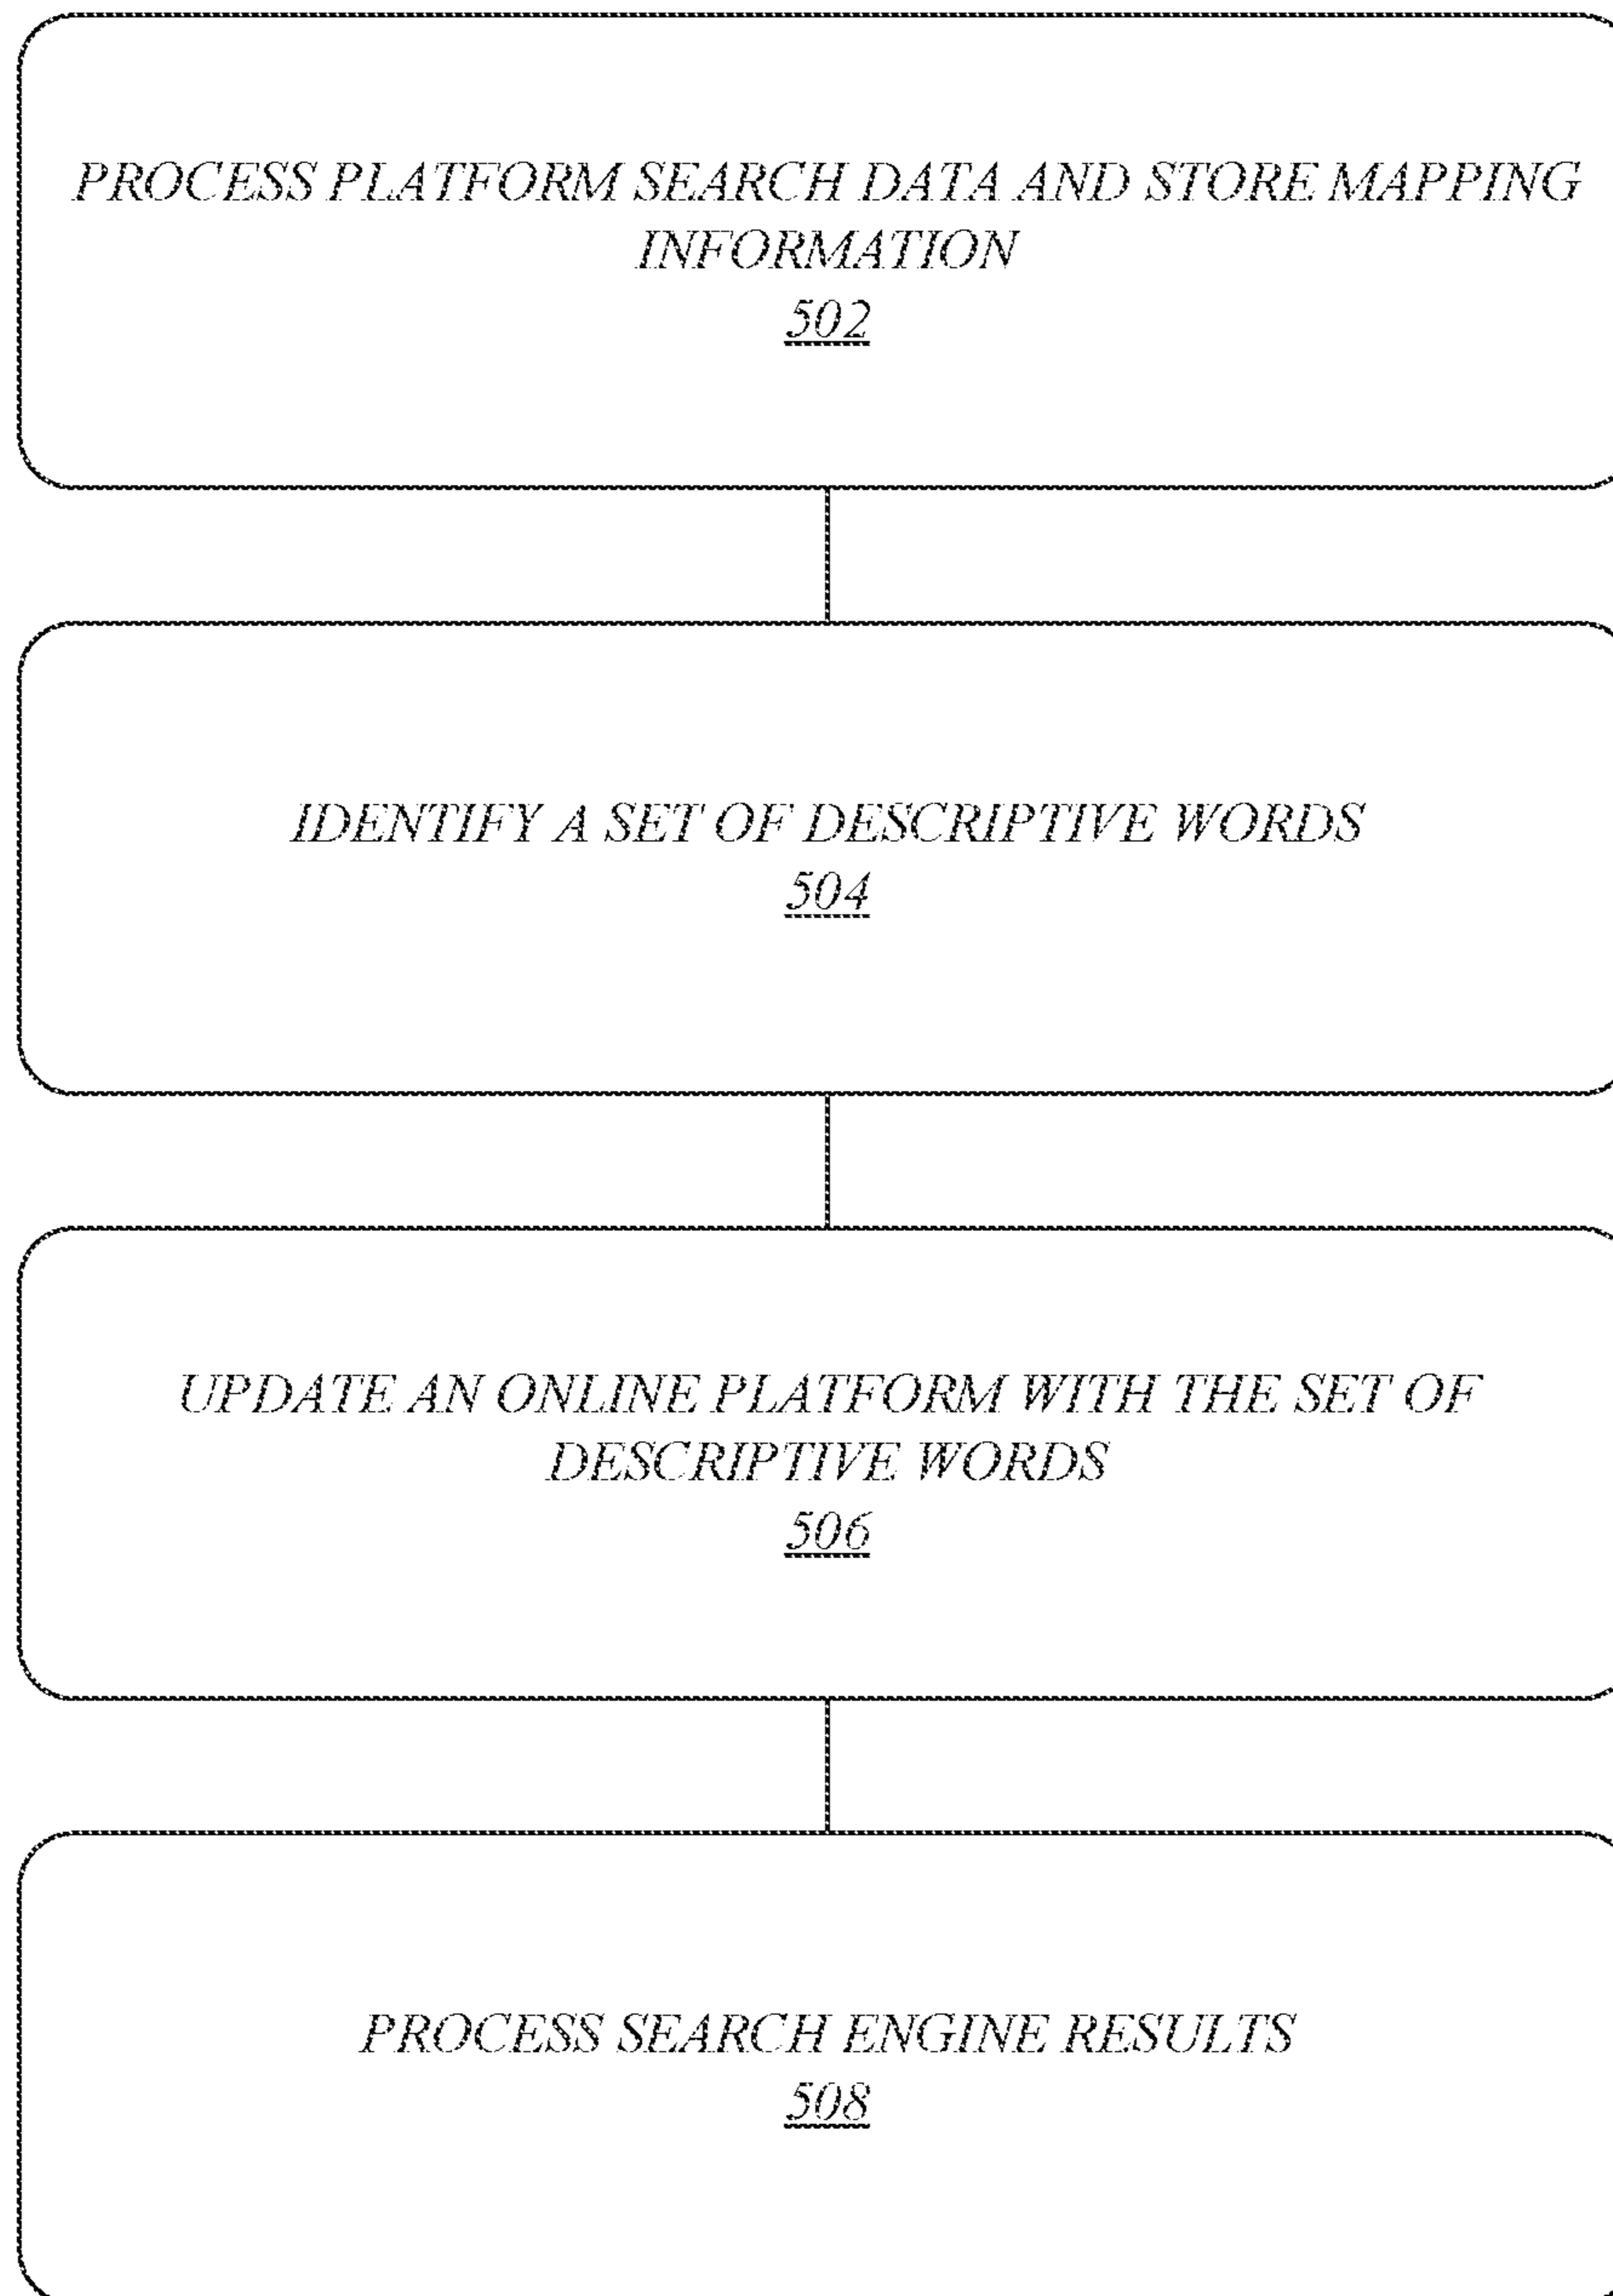 PROCESS PLATFORM SEARCH DATA AND STORE MAPPING
INFORMATION
502
IDENTIFY A SET OF DESCRIPTIVE WORDS
504
UPDATE AN ONLINE PLATFORM WITH THE SET OF
DESCRIPTIVE WORDS
506
PROCESS SEARCH ENGINE RESULTS
508